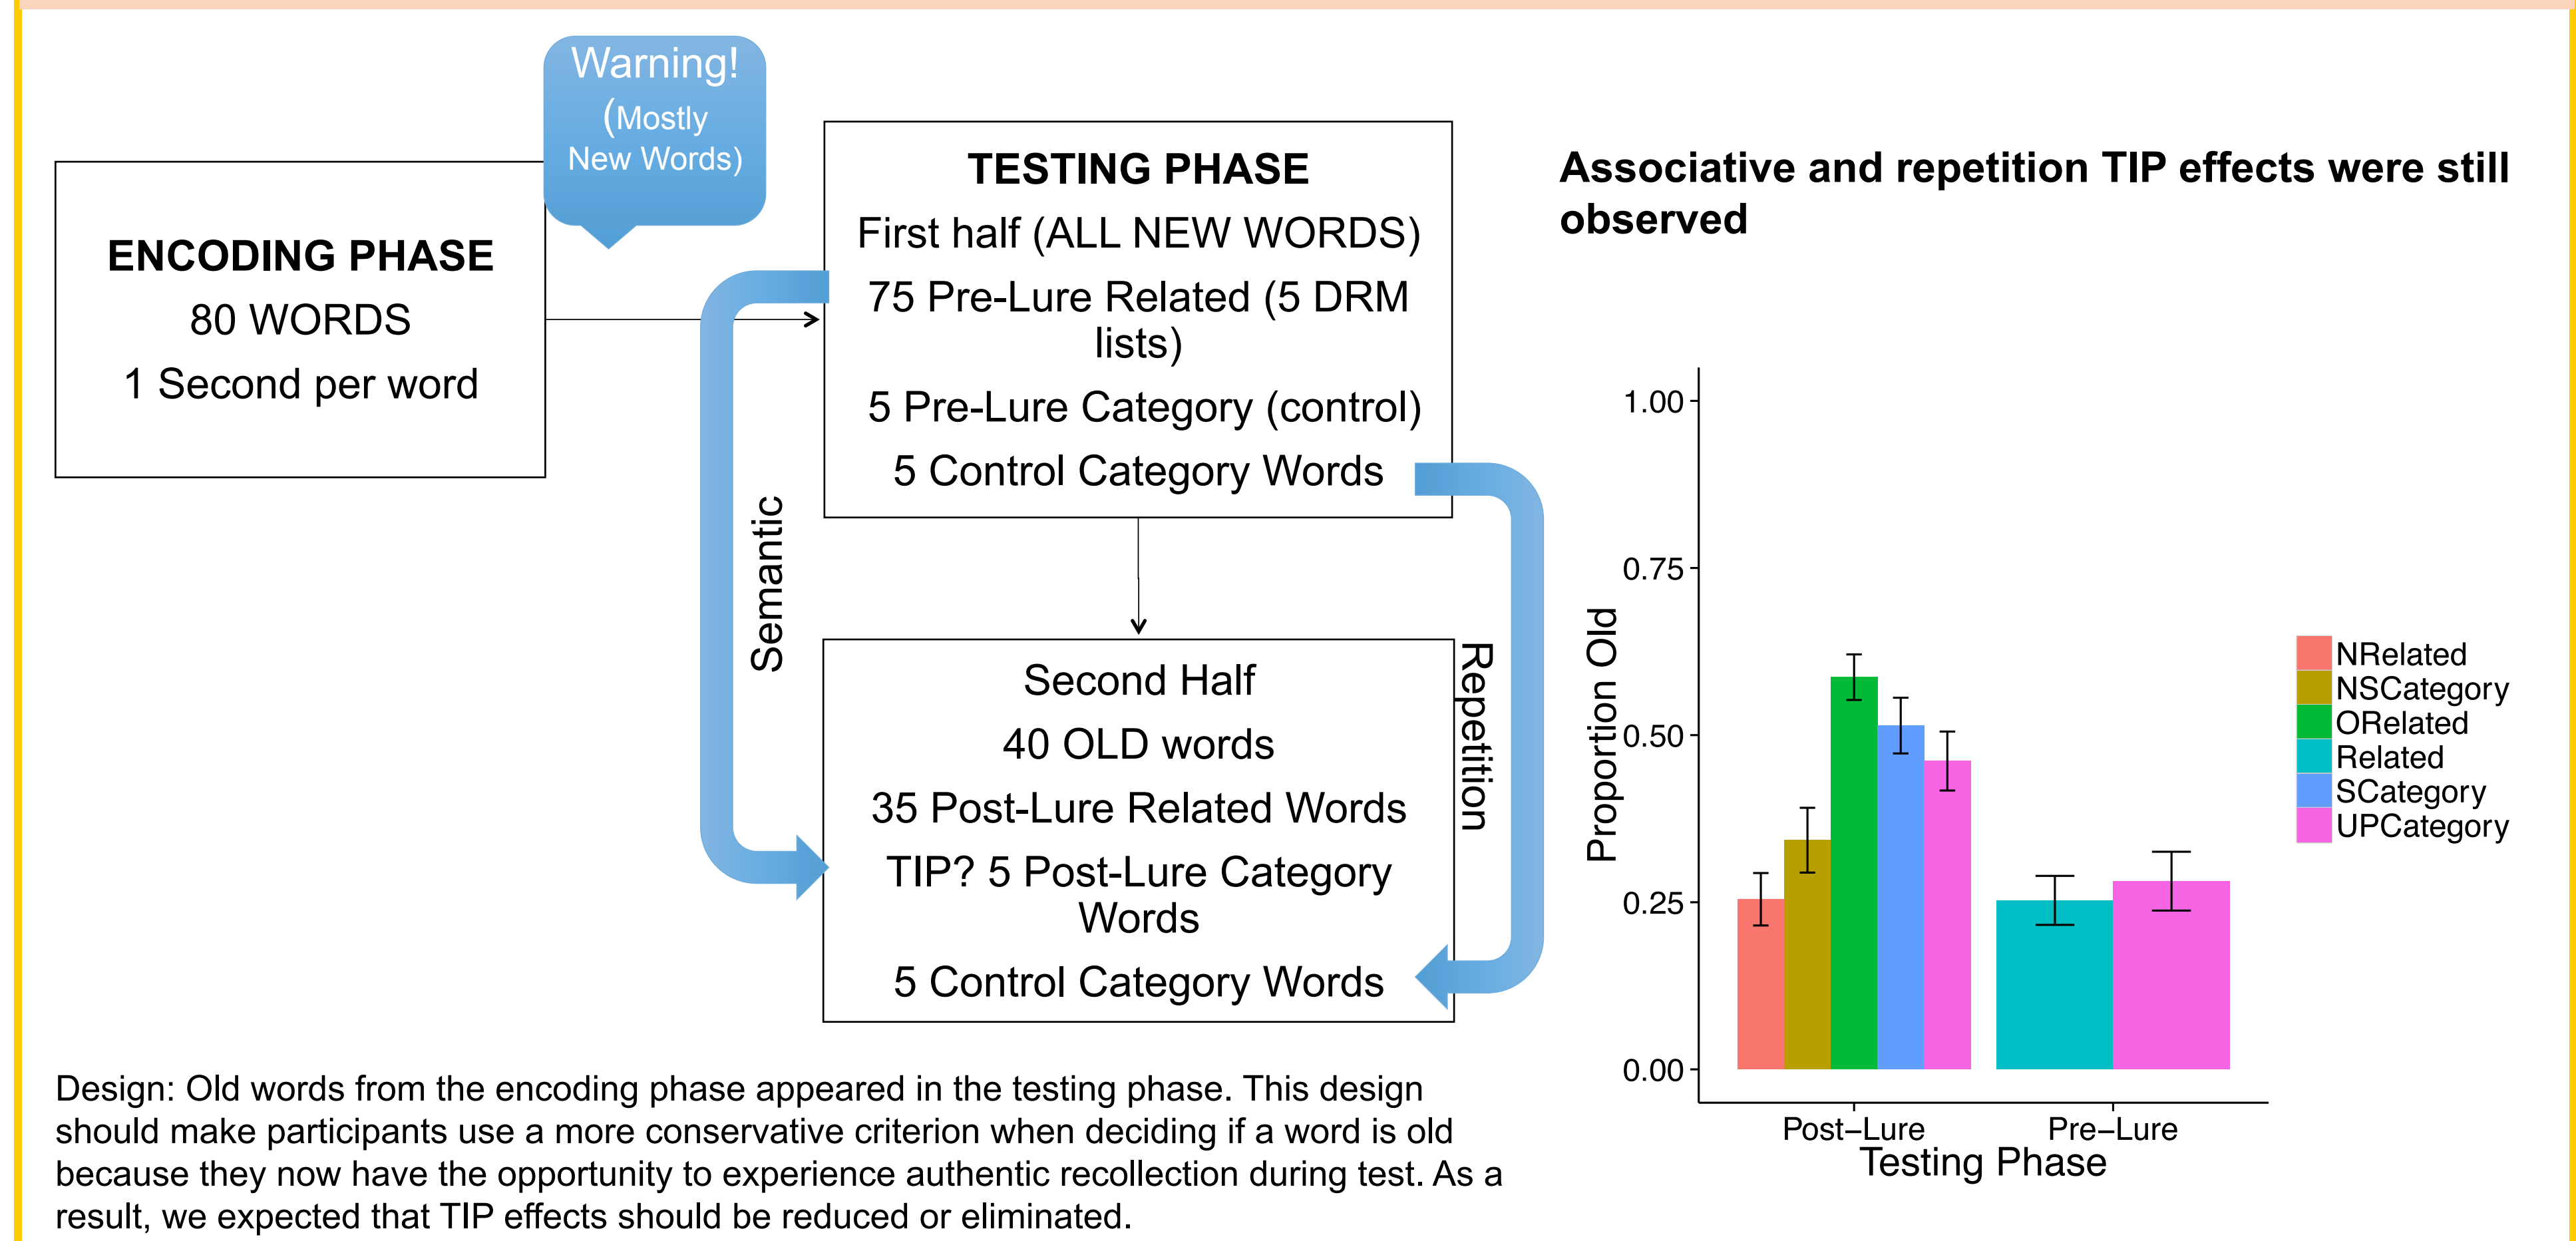 Warning!
(Mostly
New Words)
ENCODING PHASE
80 WORDS
1 Second per word
TESTING PHASE
First half (ALL NEW WORDS)
75 Pre-Lure Related (5 DRM
lists)
5 Pre-Lure Category (control)
5 Control Category Words
Semantic
Repetition
Second Half
40 OLD words
35 Post-Lure Related Words
TIP? 5 Post-Lure Category
Words
5 Control Category Words
Design: Old words from the encoding phase appeared in the testing phase. This design
should make participants use a more conservative criterion when deciding if a word is old
because they now have the opportunity to experience authentic recollection during test. As a
result, we expected that TIP effects should be reduced or eliminated.
Associative and repetition TIP effects were still
observed
Proportion Old
1.00
0.75
0.50
0.25
0.00
Post–Lure
Pre–Lure
Testing Phase
NRelated
NSCategory
ORelated
Related
SCategory
UPCategory